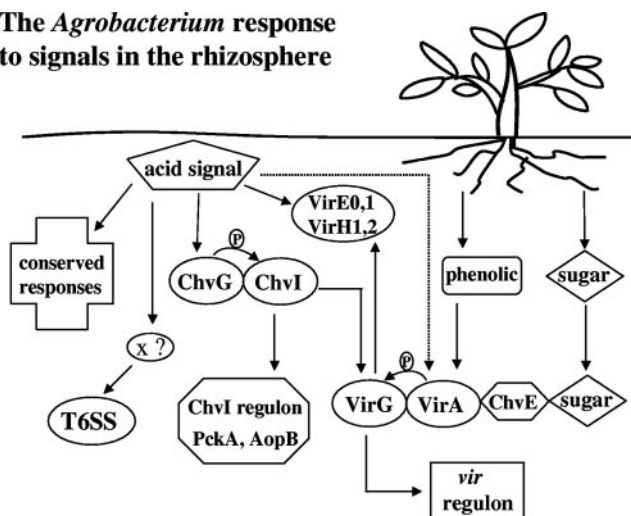 The Agrobacterium response
to signals in the rhizosphere
acid signal
VirE0,1
VirH1,2
conserved
responses
P
ChvG
ChvI
phenolic
sugar
x ?
T6SS
ChvI regulon
PckA, AopB
P
VirG
VirA
ChvE
sugar
vir
regulon